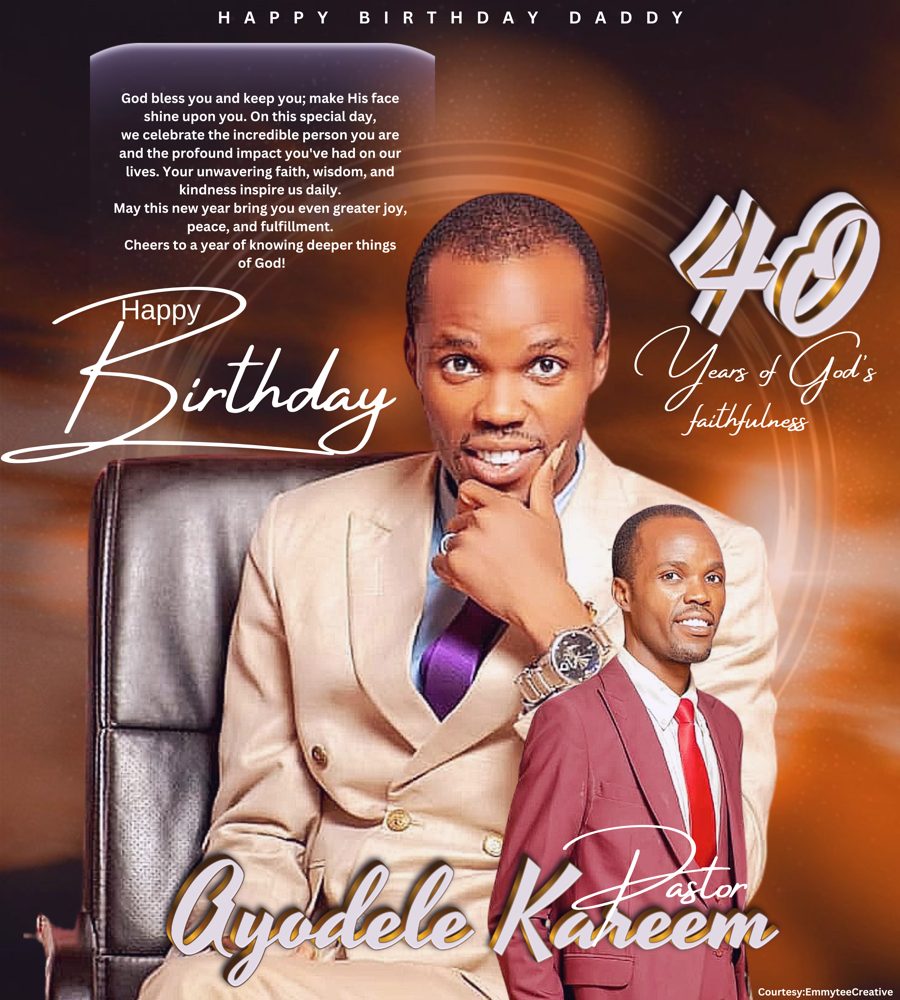 HAPPY BIRTHDAY DADDY
God bless you and keep you; make His face
shine upon you. On this special day,
we celebrate the incredible person you are
and the profound impact you've had on our
lives. Your unwavering faith, wisdom, and
kindness inspire us daily.
May this new year bring you even greater joy,
peace, and fulfillment.
Cheers to a year of knowing deeper things
of God!
Happy
Birthday
40
Years of God's
faithfulness
Pastor
Ayodele Kareem
Courtesy:EmmyteeCreative